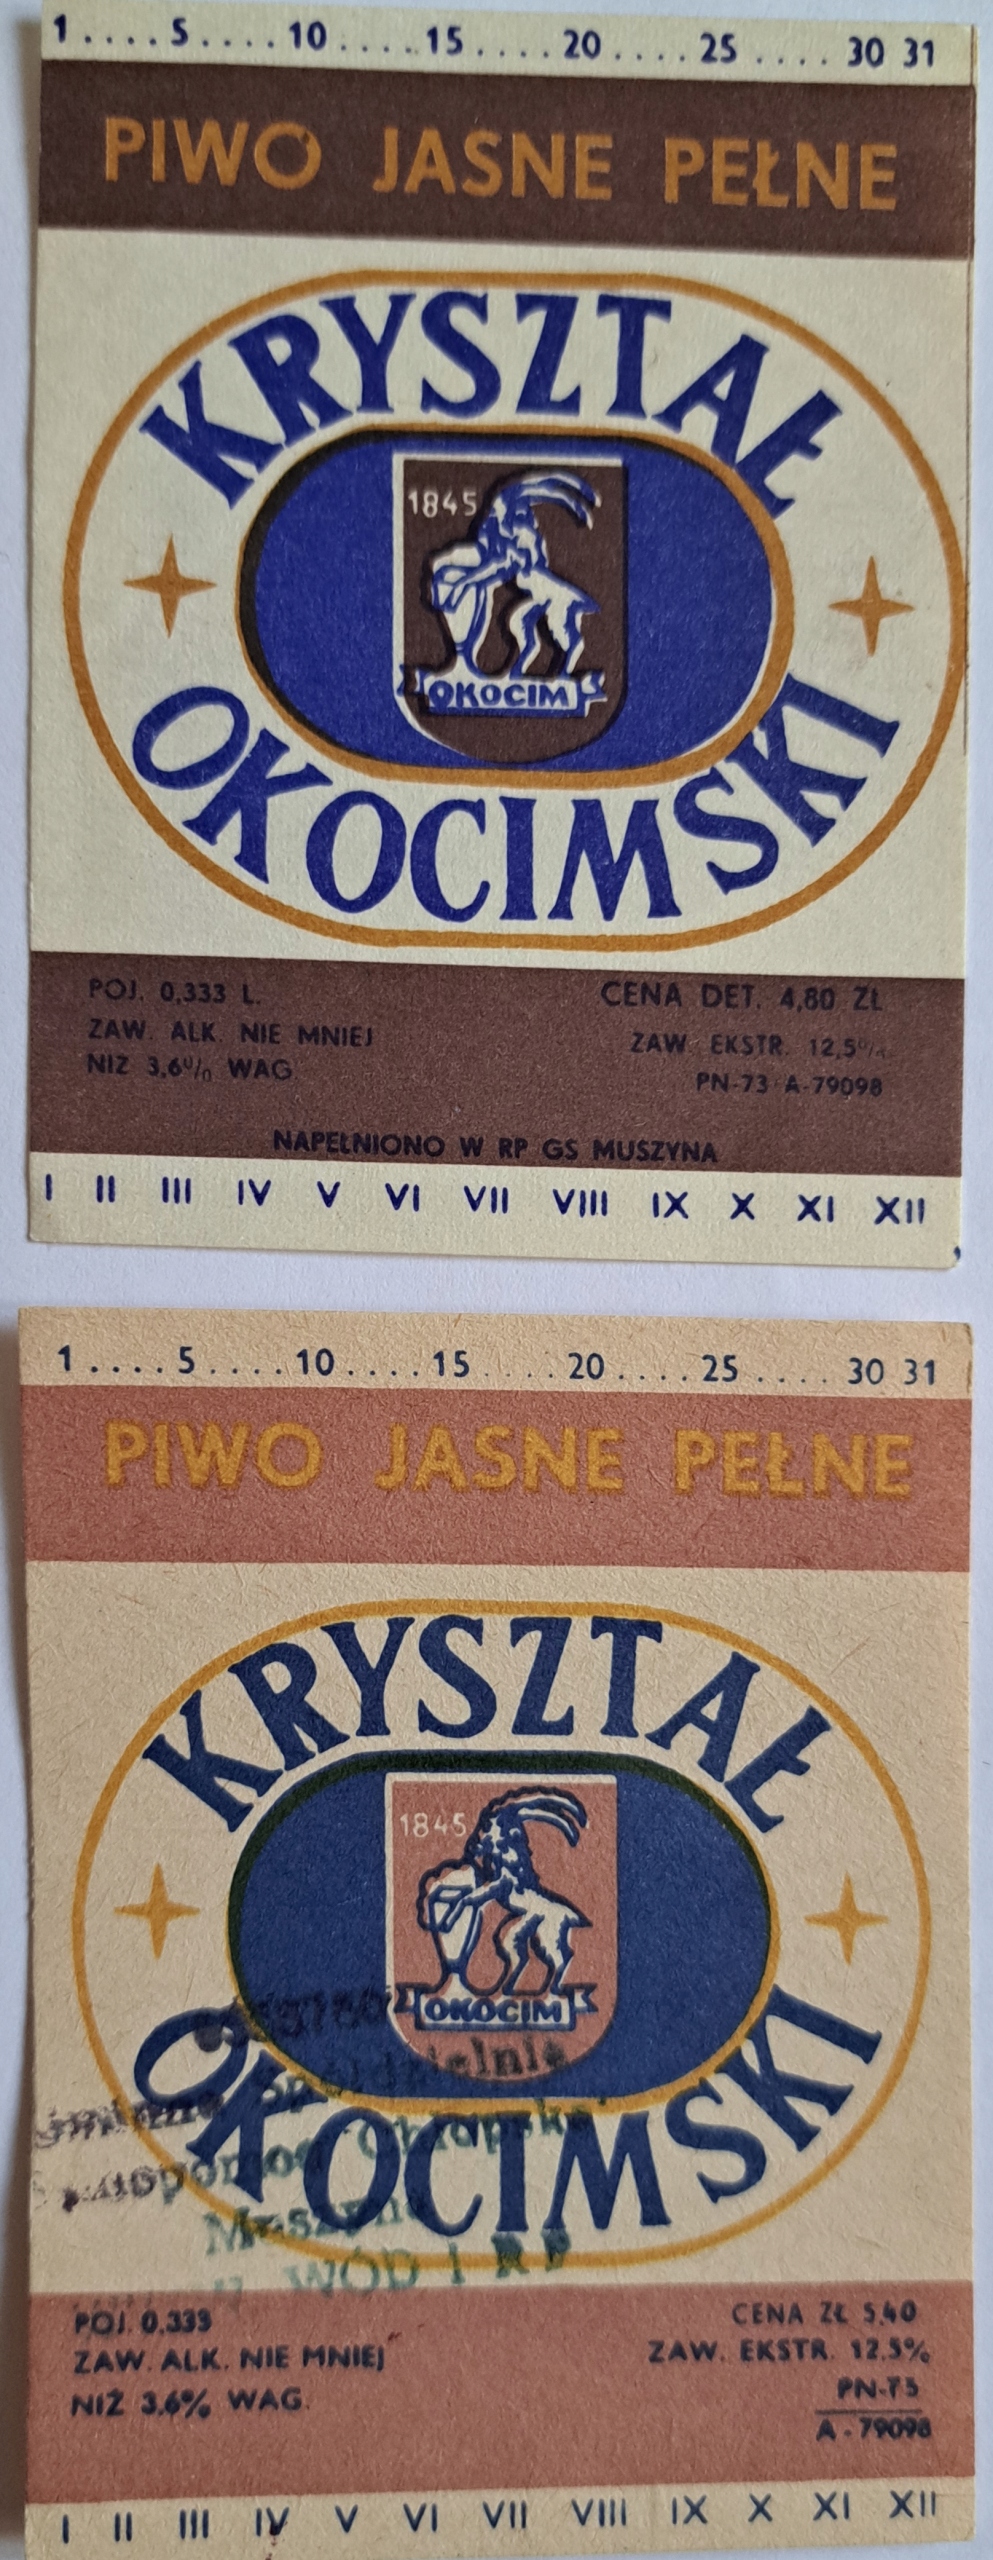 1 . . . . 5 . . . . 10 . . . . 15 . . . . 20 . . . . 25 . . . . 30 31
PIWO JASNE PEŁNE
KRYSZTAŁ
1845
OKOCIM
OKOCIMSKI
POJ. 0,333 L.
ZAW. ALK. NIE MNIEJ
NIŻ 3,6% WAG
CENA DET. 4,80 ZŁ
ZAW. EKSTR. 12,5%
PN-73 A-79098
NAPEŁNIONO W RP GS MUSZYNA
I II III IV V VI VII VIII IX X XI XII
1 . . . . 5 . . . . 10 . . . . 15 . . . . 20 . . . . 25 . . . . 30 31
PIWO JASNE PEŁNE
KRYSZTAŁ
1845
OKOCIM
OKOCIMSKI
Spółdzielnia
Chłopska"
Muszyna
WÓD I RP
POJ. 0,333
ZAW. ALK. NIE MNIEJ
NIŻ 3,6% WAG.
CENA ZŁ 5,40
ZAW. EKSTR. 12,5%
PN-73
A-79098
I II III IV V VI VII VIII IX X XI XII